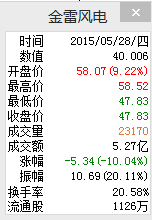 金雷风电
时间 2015/05/28/四
数值 40.006
开盘价 58.07(9.22%)
最高价 58.52
最低价 47.83
收盘价 47.83
成交量 23170
成交额 5.27亿
涨幅 -5.34(-10.04%)
振幅 10.69(20.11%)
换手率 20.58%
流通股 1126万